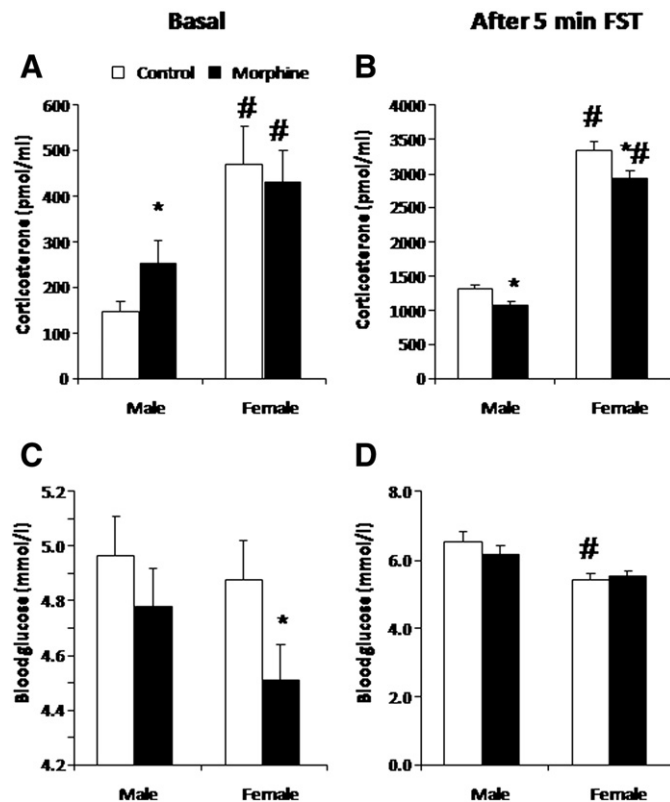 Basal
After 5 min FST
A
Control
Morphine
Corticosterone (pmol/ml)
600
500
400
300
200
100
0
*
#
#
Male
Female
B
Corticosterone (pmol/ml)
4000
3500
3000
2500
2000
1500
1000
500
0
*
#
*#
Male
Female
C
Bloodglucose (mmol/l)
5.2
5.0
4.8
4.6
4.4
4.2
*
Male
Female
D
Bloodglucose (mmol/l)
8.0
6.0
4.0
2.0
0.0
#
Male
Female